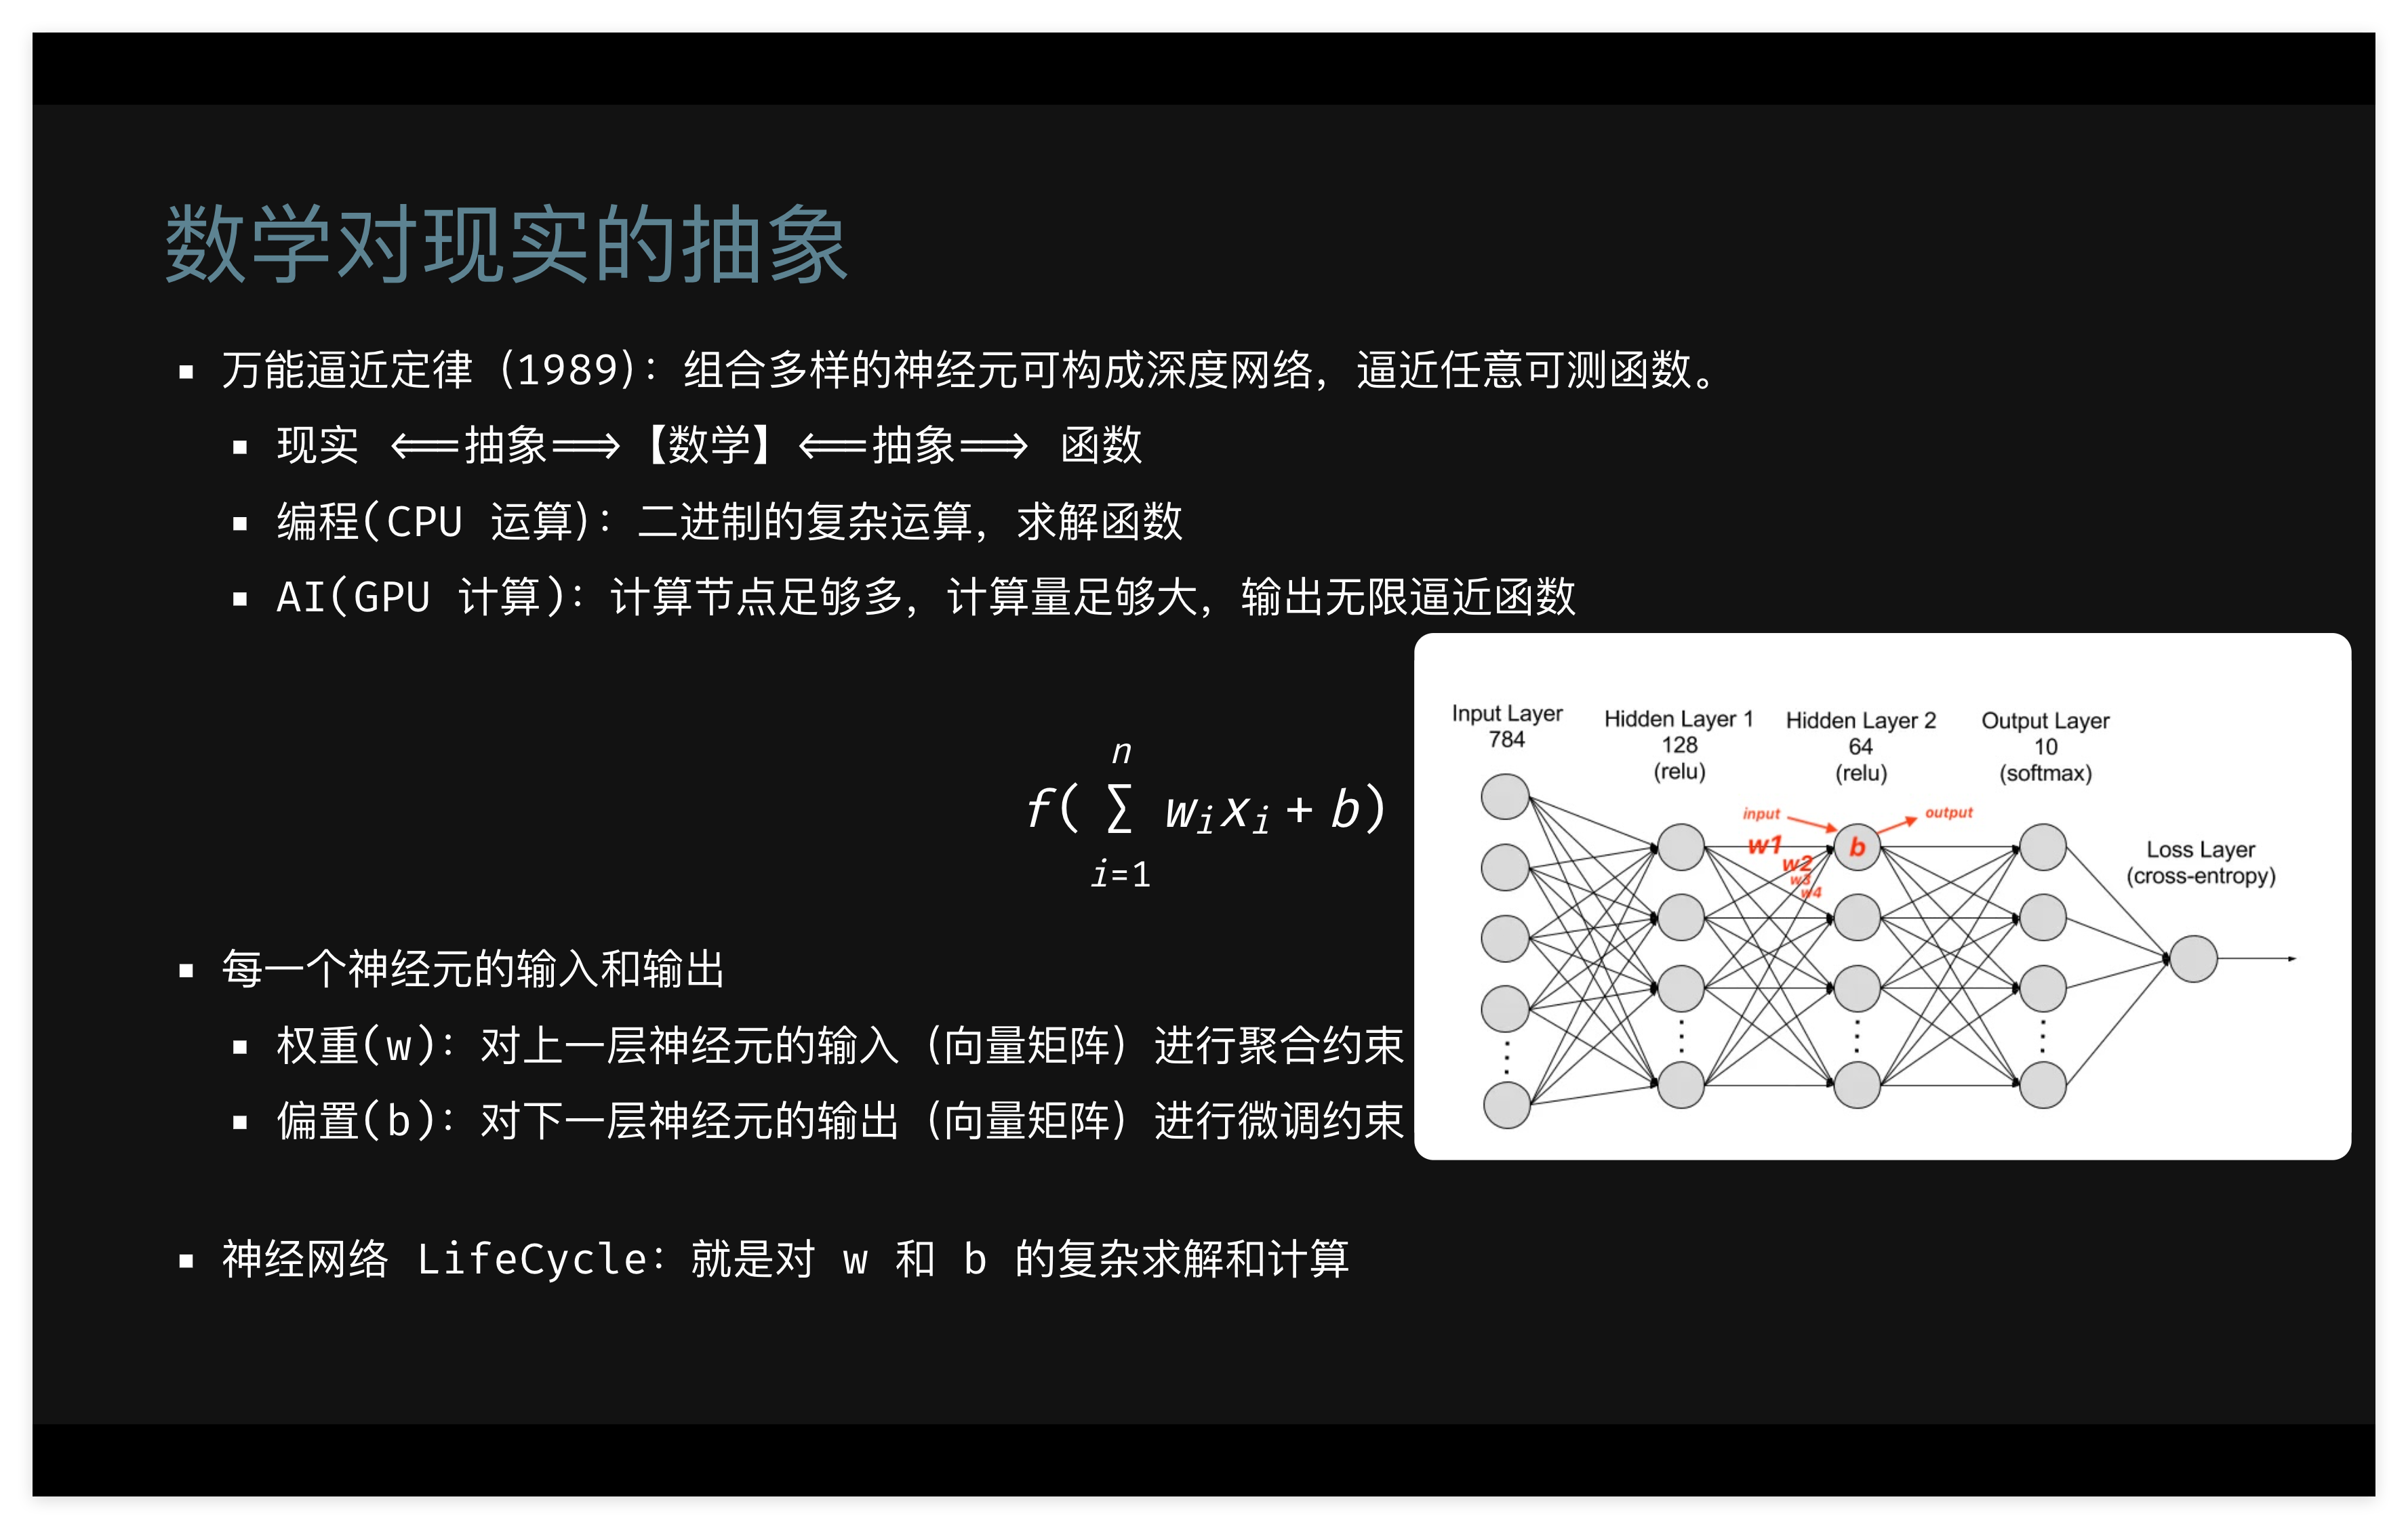 数学对现实的抽象
▪ 万能逼近定律 (1989)：组合多样的神经元可构成深度网络，逼近任意可测函数。
▪ 现实 ⟸抽象⟹【数学】⟸抽象⟹ 函数
▪ 编程(CPU 运算)：二进制的复杂运算，求解函数
▪ AI(GPU 计算)：计算节点足够多，计算量足够大，输出无限逼近函数
n
f( ∑ wᵢxᵢ + b)
i=1
▪ 每一个神经元的输入和输出
▪ 权重(w)：对上一层神经元的输入（向量矩阵）进行聚合约束
▪ 偏置(b)：对下一层神经元的输出（向量矩阵）进行微调约束
▪ 神经网络 LifeCycle：就是对 w 和 b 的复杂求解和计算
Input Layer
784
Hidden Layer 1
128
(relu)
Hidden Layer 2
64
(relu)
Output Layer
10
(softmax)
input
output
w1
b
w2
w3
w4
Loss Layer
(cross-entropy)